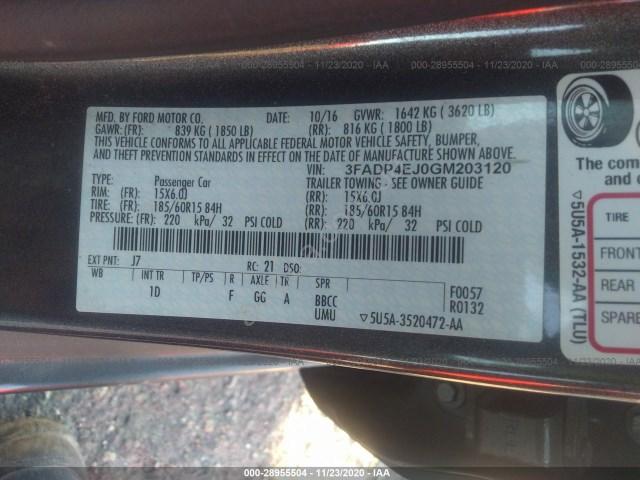 000-28955504 - 11/23/2020 - IAA
MFD. BY FORD MOTOR CO.
DATE: 10/16 GVWR: 1642 KG ( 3620 LB)
GAWR: (FR): 839 KG ( 1850 LB) (RR): 816 KG ( 1800 LB)
THIS VEHICLE CONFORMS TO ALL APPLICABLE FEDERAL MOTOR VEHICLE SAFETY, BUMPER,
AND THEFT PREVENTION STANDARDS IN EFFECT ON THE DATE OF MANUFACTURE SHOWN ABOVE.
VIN: 3FADP4EJ0GM203120
TYPE: Passenger Car TRAILER TOWING - SEE OWNER GUIDE
RIM: (FR): 15X6.0J (RR): 15X6.0J
TIRE: (FR): 185/60R15 84H (RR): 185/60R15 84H
PRESSURE: (FR): 220 kPa/ 32 PSI COLD (RR): 220 kPa/ 32 PSI COLD
EXT PNT: J7 RC: 21 DSO:
WB INT TR TP/PS R AXLE TR SPR
1D F GG A BBCC
UMU
F0057
R0132
▽5U5A-3520472-AA
▽5U5A-1532-AA (TLU)
The com
occupants
TIRE
FRONT
REAR
SPARE
000-28955504 - 11/23/2020 - IAA